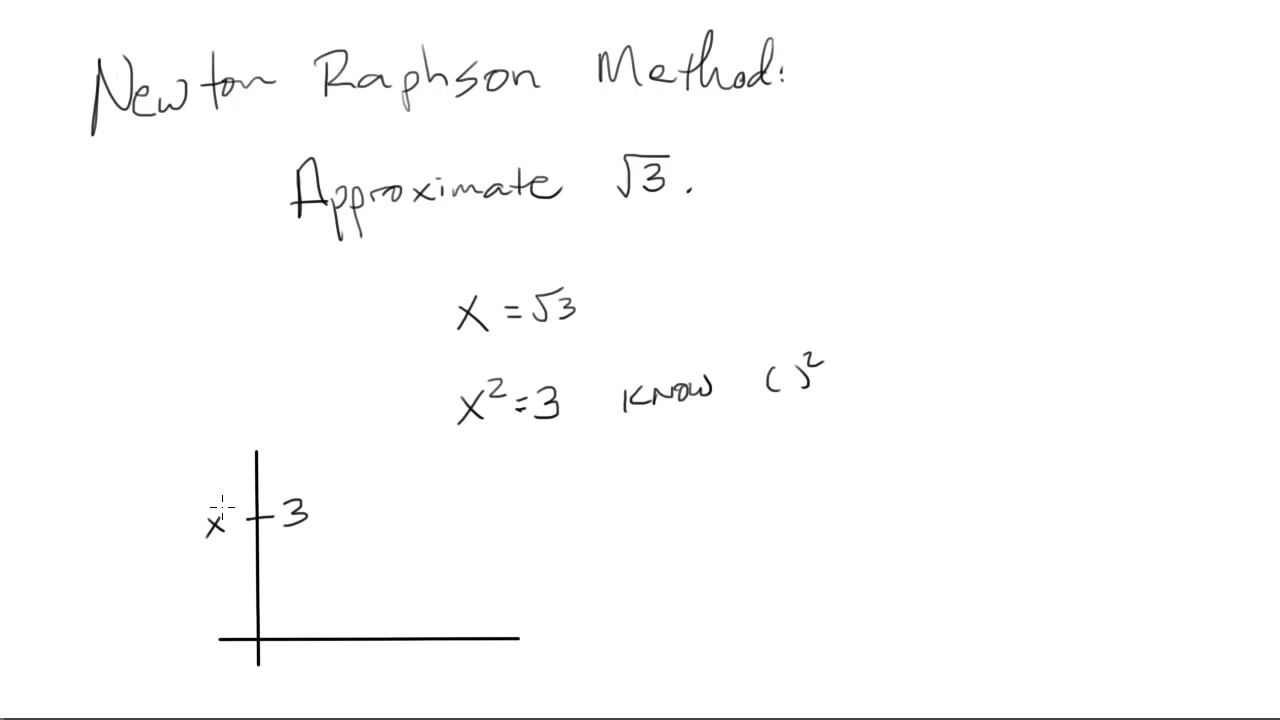 Newton Raphson Method:
Approximate √3.
x = √3
x² = 3 KNOW ( )²
x 3